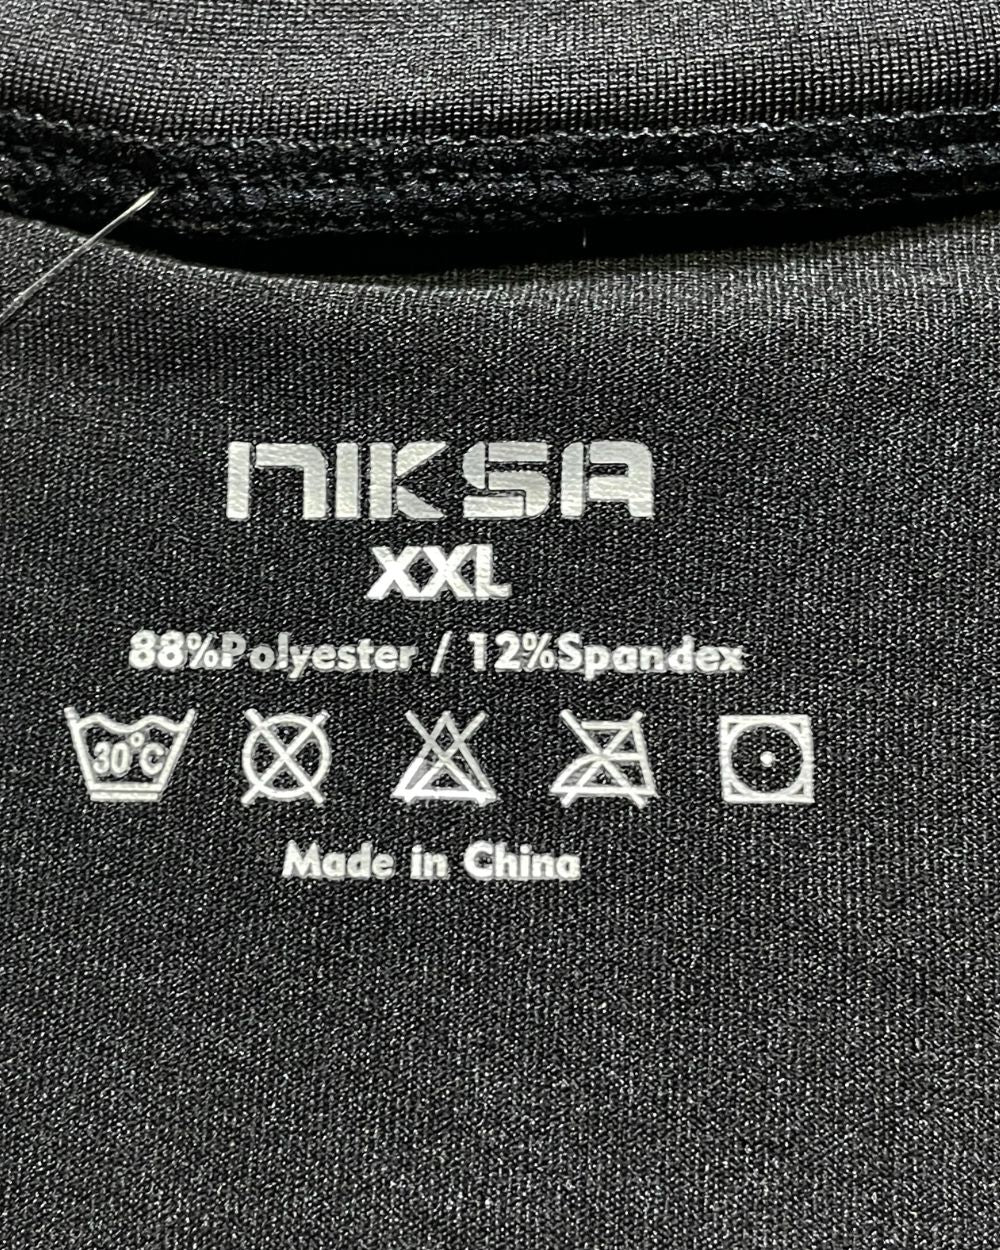 NIKSA
XXL
88%Polyester / 12%Spandex
30°C
Made in China